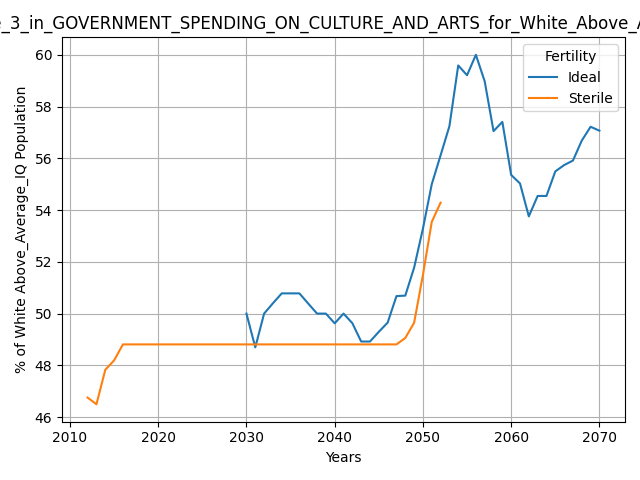 _3_in_GOVERNMENT_SPENDING_ON_CULTURE_AND_ARTS_for_White_Above_
Fertility
Ideal
Sterile
% of White Above_Average_IQ Population
60
58
56
54
52
50
48
46
2010
2020
2030
2040
2050
2060
2070
Years